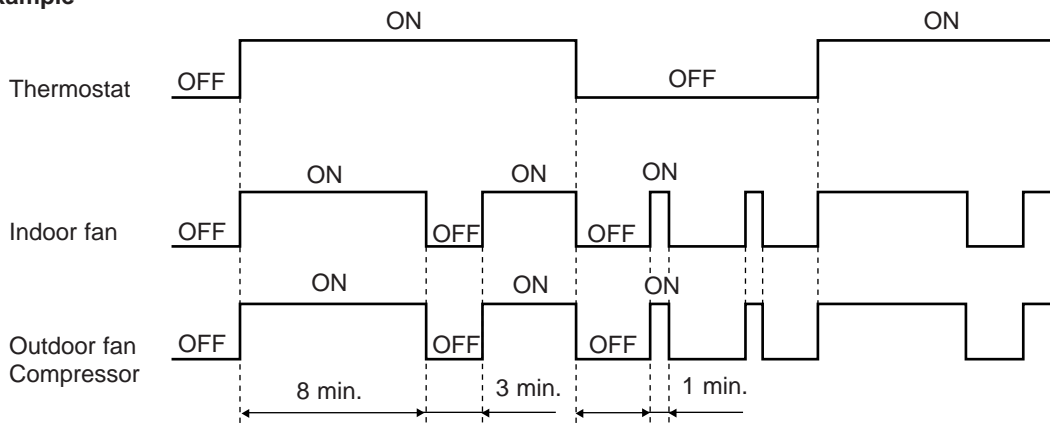 ON ON
Thermostat OFF OFF
ON ON ON
Indoor fan OFF OFF OFF
ON ON ON
Outdoor fan OFF OFF OFF
Compressor
8 min. 3 min. 1 min.